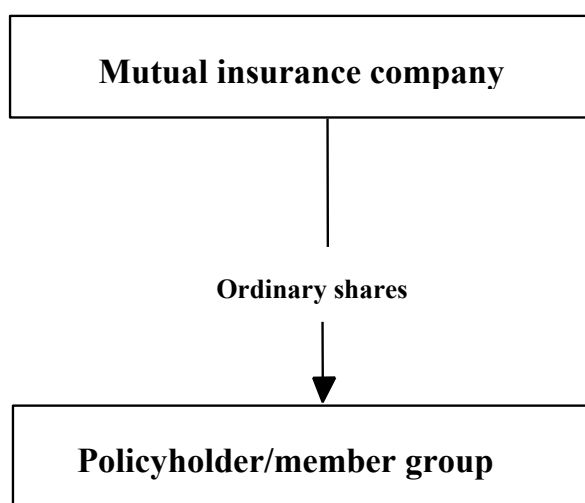 Mutual insurance company
Ordinary shares
Policyholder/member group